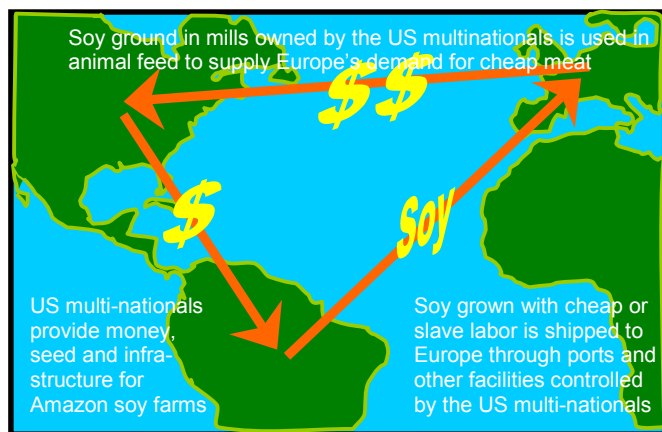 Soy ground in mills owned by the US multinationals is used in
animal feed to supply Europe's demand for cheap meat
$ $
$
Soy
US multi-nationals
provide money,
seed and infra-
structure for
Amazon soy farms
Soy grown with cheap or
slave labor is shipped to
Europe through ports and
other facilities controlled
by the US multi-nationals